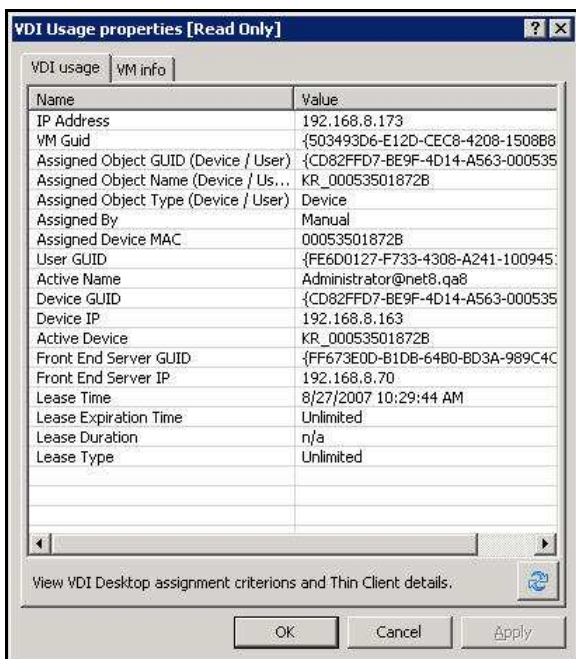 VDI Usage properties [Read Only]
VDI usage VM info
Name Value
IP Address 192.168.8.173
VM Guid {503493D6-E12D-CEC8-4208-1508B8
Assigned Object GUID (Device / User) {CD82FFD7-BE9F-4D14-A563-000535
Assigned Object Name (Device / Us... KR_00053501872B
Assigned Object Type (Device / User) Device
Assigned By Manual
Assigned Device MAC 00053501872B
User GUID {FE6D0127-F733-4308-A241-100945:
Active Name Administrator@net8.qa8
Device GUID {CD82FFD7-BE9F-4D14-A563-000535
Device IP 192.168.8.163
Active Device KR_00053501872B
Front End Server GUID {FF673E0D-B1DB-64B0-BD3A-989C4C
Front End Server IP 192.168.8.70
Lease Time 8/27/2007 10:29:44 AM
Lease Expiration Time Unlimited
Lease Duration n/a
Lease Type Unlimited
View VDI Desktop assignment criterions and Thin Client details.
OK Cancel Apply